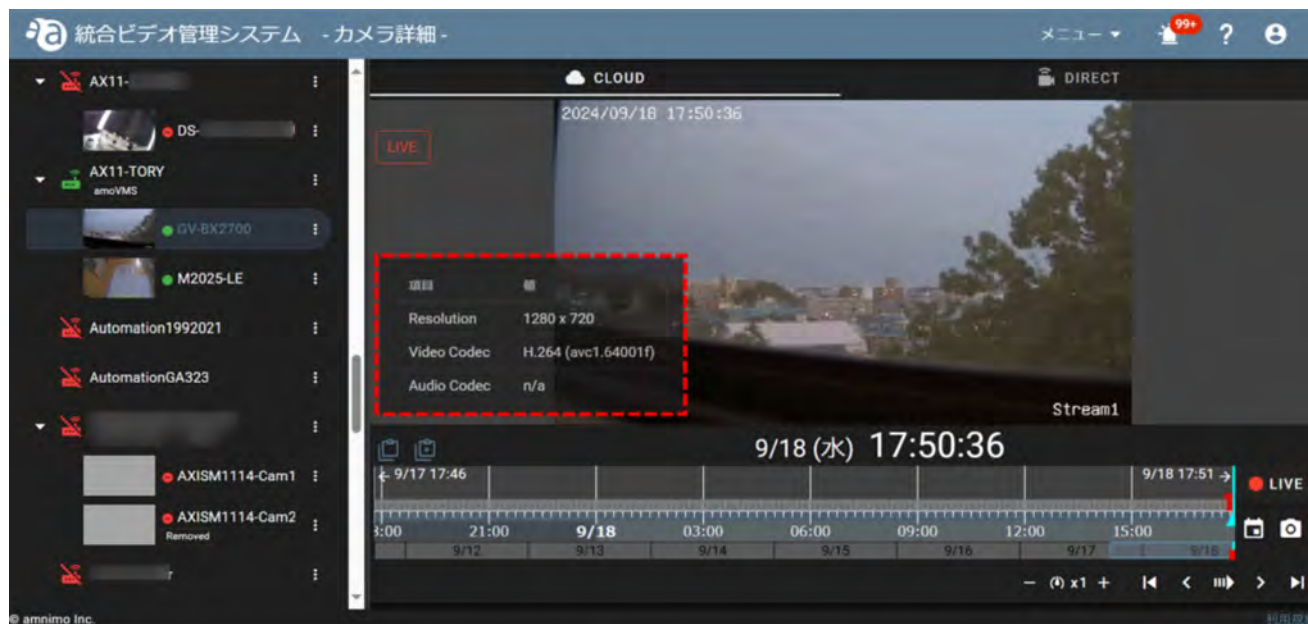 統合ビデオ管理システム - カメラ詳細 -
メニュー
99+
?
AX11-
DS-
AX11-TORY
amoVMS
GV-BX2700
M2025-LE
Automation1992021
AutomationGA323
AXISM1114-Cam1
AXISM1114-Cam2
Removed
© amnimo Inc.
CLOUD
DIRECT
2024/09/18 17:50:36
LIVE
項目 値
Resolution 1280 x 720
Video Codec H.264 (avc1.64001f)
Audio Codec n/a
Stream1
9/18 (水) 17:50:36
9/17 17:46
9/18 17:51
LIVE
21:00 9/18 03:00 06:00 09:00 12:00 15:00
9/12 9/13 9/14 9/15 9/16 9/17 9/18
x1